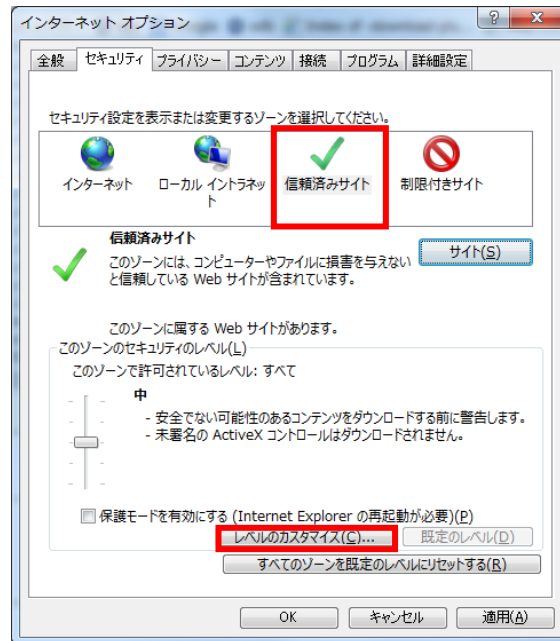 インターネット オプション
全般 セキュリティ プライバシー コンテンツ 接続 プログラム 詳細設定
セキュリティ設定を表示または変更するゾーンを選択してください。
インターネット ローカル イントラネット 信頼済みサイト 制限付きサイト
信頼済みサイト
サイト(S)
このゾーンには、コンピューターやファイルに損害を与えない
と信頼している Web サイトが含まれています。
このゾーンに属する Web サイトがあります。
このゾーンのセキュリティのレベル(L)
このゾーンで許可されているレベル: すべて
中
- 安全でない可能性のあるコンテンツをダウンロードする前に警告します。
- 未署名の ActiveX コントロールはダウンロードされません。
保護モードを有効にする (Internet Explorer の再起動が必要)(P)
レベルのカスタマイズ(C)... 既定のレベル(D)
すべてのゾーンを既定のレベルにリセットする(R)
OK キャンセル 適用(A)